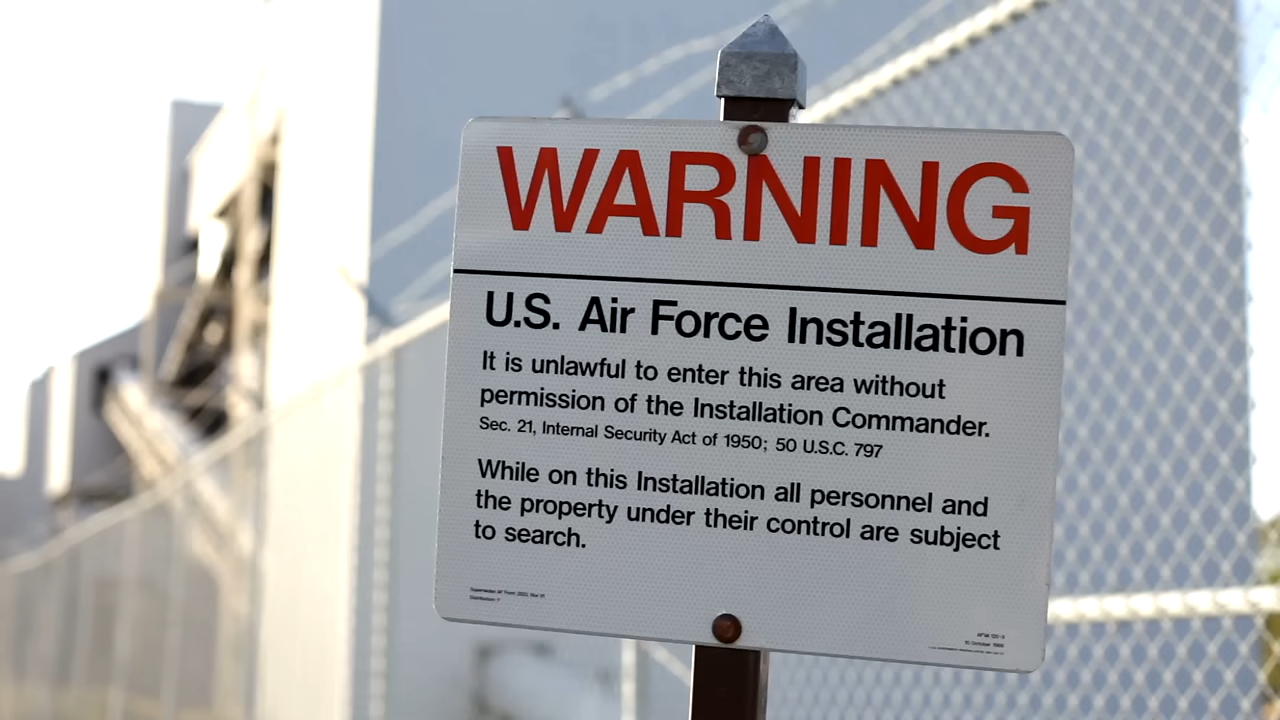 WARNING
U.S. Air Force Installation
It is unlawful to enter this area without
permission of the Installation Commander.
Sec. 21, Internal Security Act of 1950; 50 U.S.C. 797
While on this Installation all personnel and
the property under their control are subject
to search.